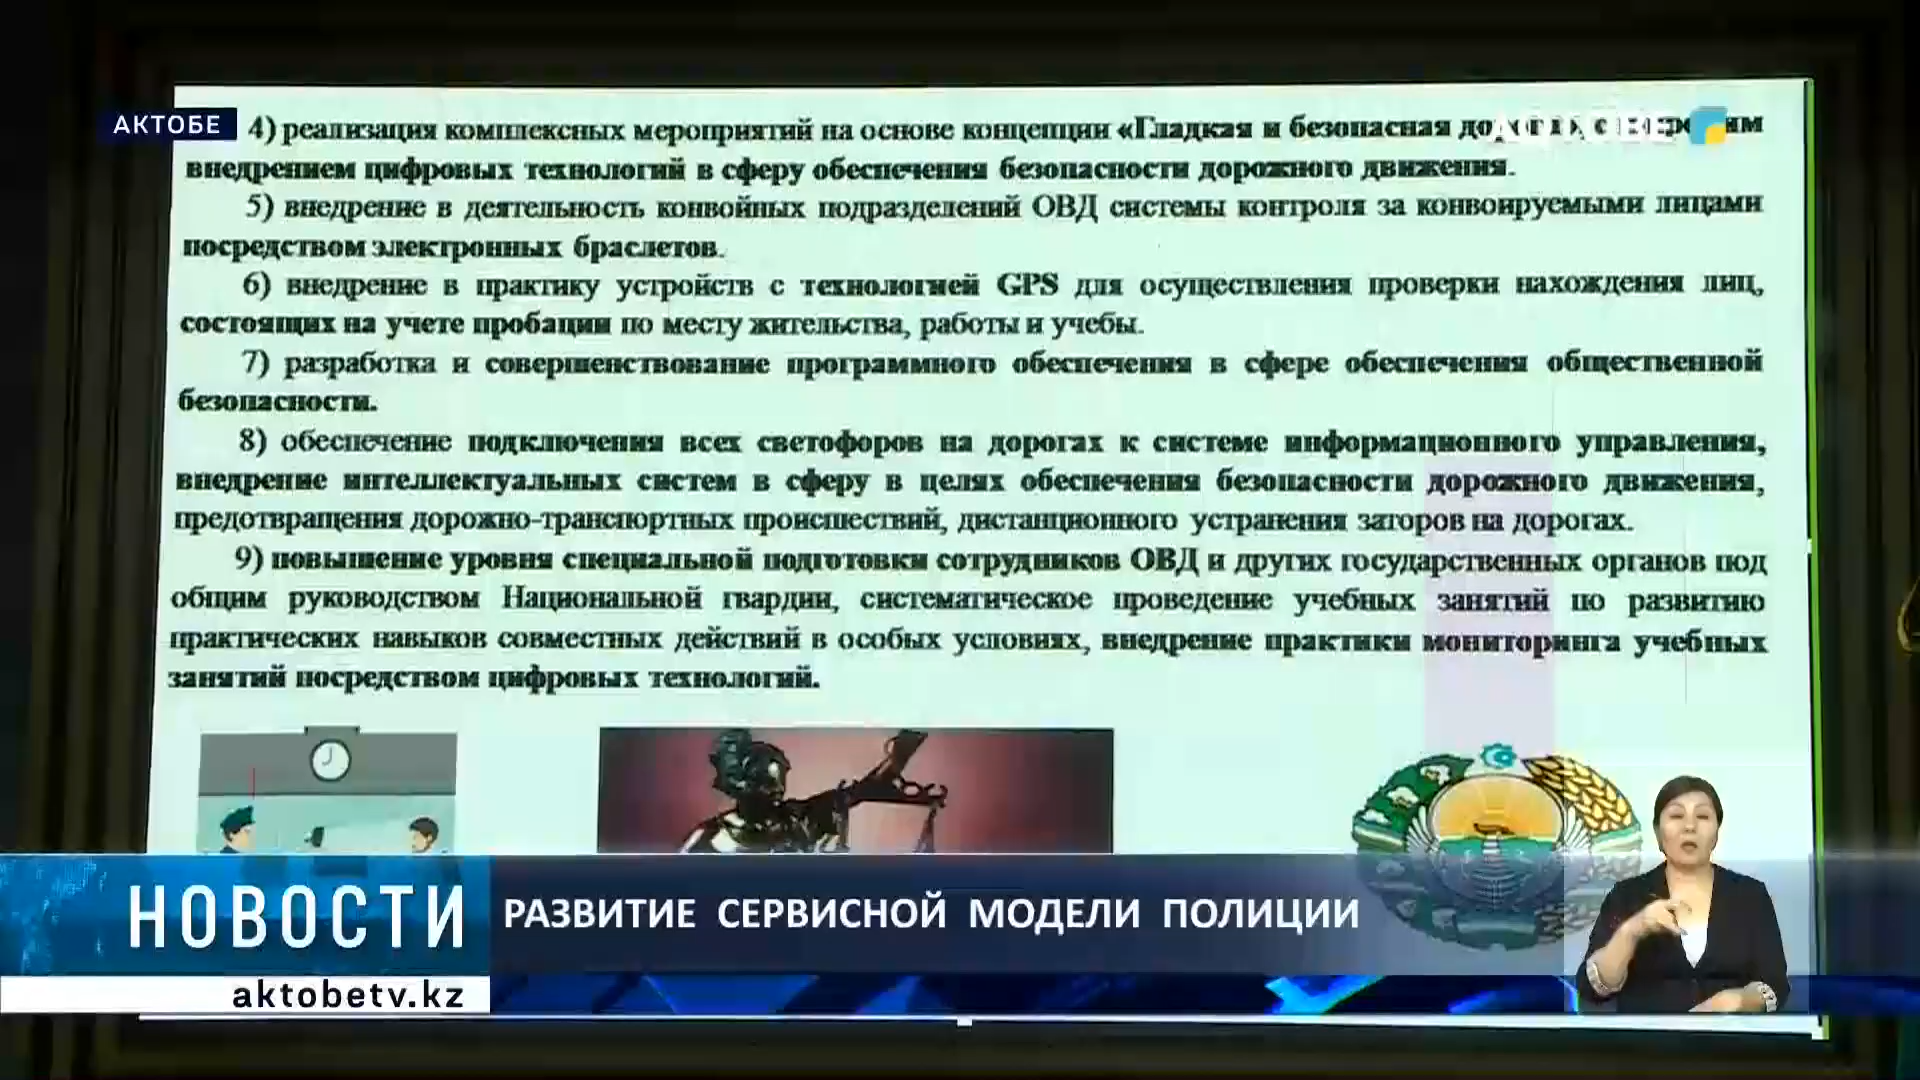 АКТОБЕ
4) реализация комплексных мероприятий на основе концепции «Гладкая и безопасная
внедрением цифровых технологий в сферу обеспечения безопасности дорожного движения.
5) внедрение в деятельность конвойных подразделений ОВД системы контроля за конвоируемыми лицами
посредством электронных браслетов.
6) внедрение в практику устройств с технологией GPS для осуществления проверки нахождения лиц,
состоящих на учете пробации по месту жительства, работы и учебы.
7) разработка и совершенствование программного обеспечения в сфере обеспечения общественной
безопасности.
8) обеспечение подключения всех светофоров на дорогах к системе информационного управления,
внедрение интеллектуальных систем в сферу в целях обеспечения безопасности дорожного движения,
предотвращения дорожно-транспортных происшествий, дистанционного устранения заторов на дорогах.
9) повышение уровня специальной подготовки сотрудников ОВД и других государственных органов под
общим руководством Национальной гвардии, систематическое проведение учебных занятий по развитию
практических навыков совместных действий в особых условиях, внедрение практики мониторинга учебных
занятий посредством цифровых технологий.
НОВОСТИ
РАЗВИТИЕ СЕРВИСНОЙ МОДЕЛИ ПОЛИЦИИ
aktobetv.kz